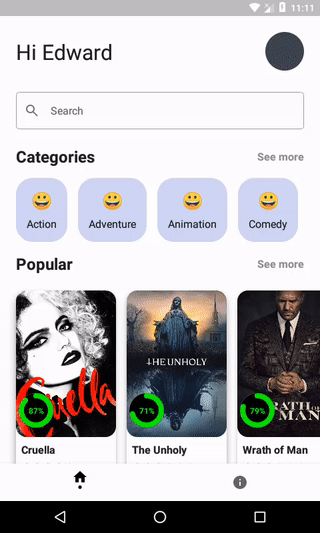 11:11
Hi Edward
Search
Categories
See more
Action
Adventure
Animation
Comedy
Popular
See more
Cruella
87%
THE UNHOLY
71%
WRATH OF
MAN
79%
Cruella
The Unholy
Wrath of Man